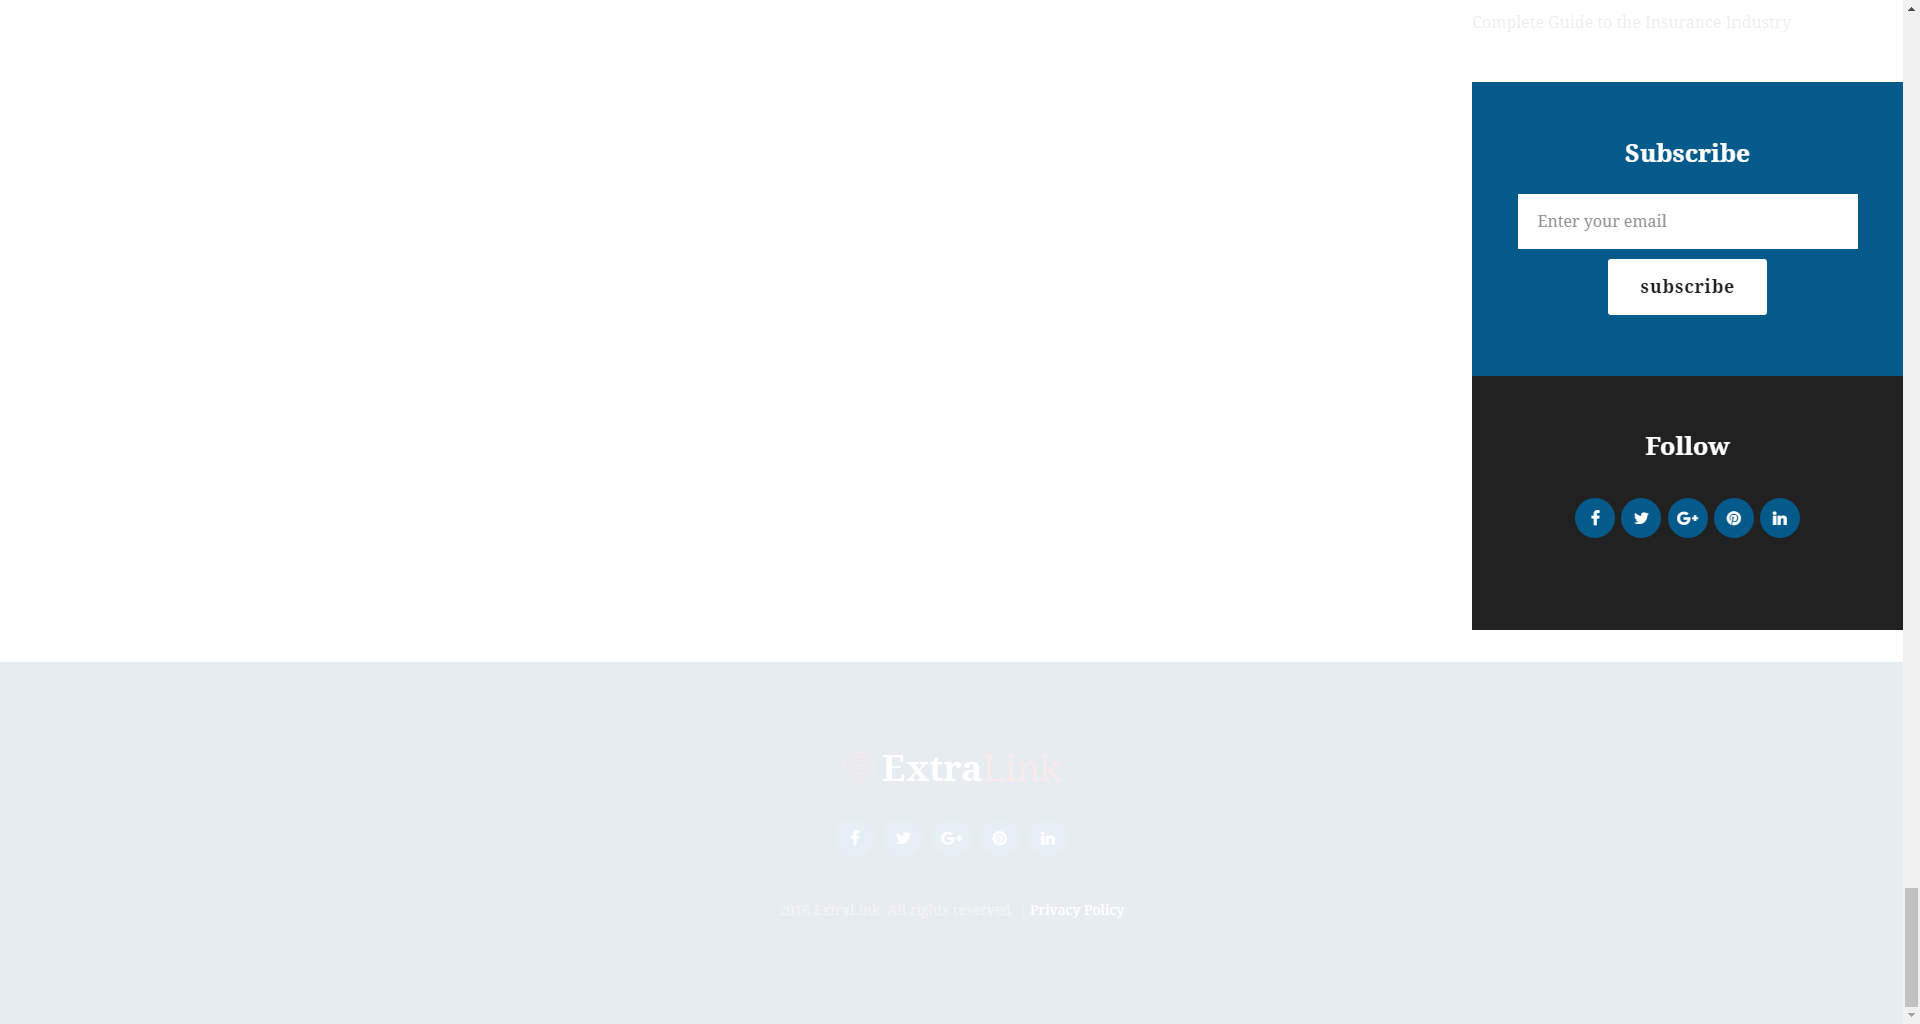 Complete Guide to the Insurance Industry
Subscribe
Enter your email
subscribe
Follow
ExtraLink
2016 ExtraLink. All rights reserved. | Privacy Policy